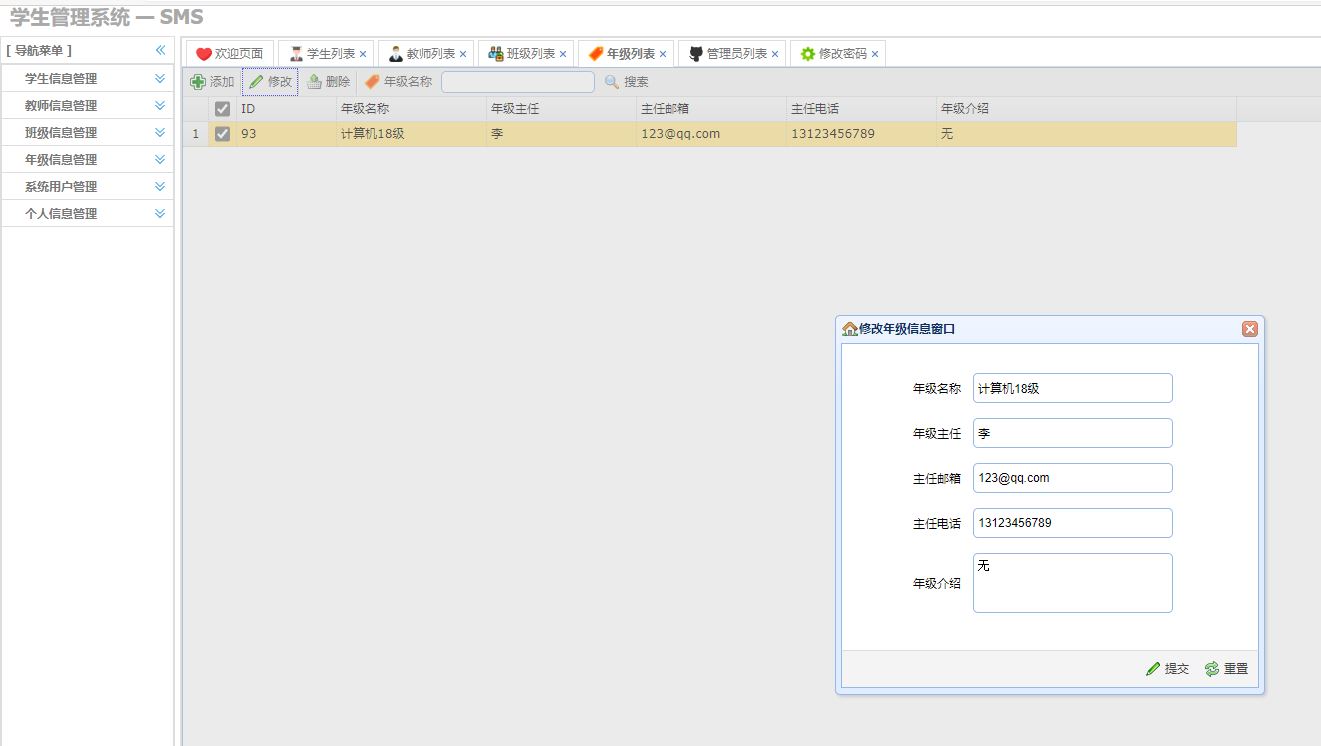 学生管理系统 — SMS
[ 导航菜单 ]
学生信息管理
教师信息管理
班级信息管理
年级信息管理
系统用户管理
个人信息管理
欢迎页面 学生列表 教师列表 班级列表 年级列表 管理员列表 修改密码
添加 修改 删除 年级名称 搜索
ID 年级名称 年级主任 主任邮箱 主任电话 年级介绍
1 93 计算机18级 李 123@qq.com 13123456789 无
修改年级信息窗口
年级名称 计算机18级
年级主任 李
主任邮箱 123@qq.com
主任电话 13123456789
年级介绍 无
提交 重置